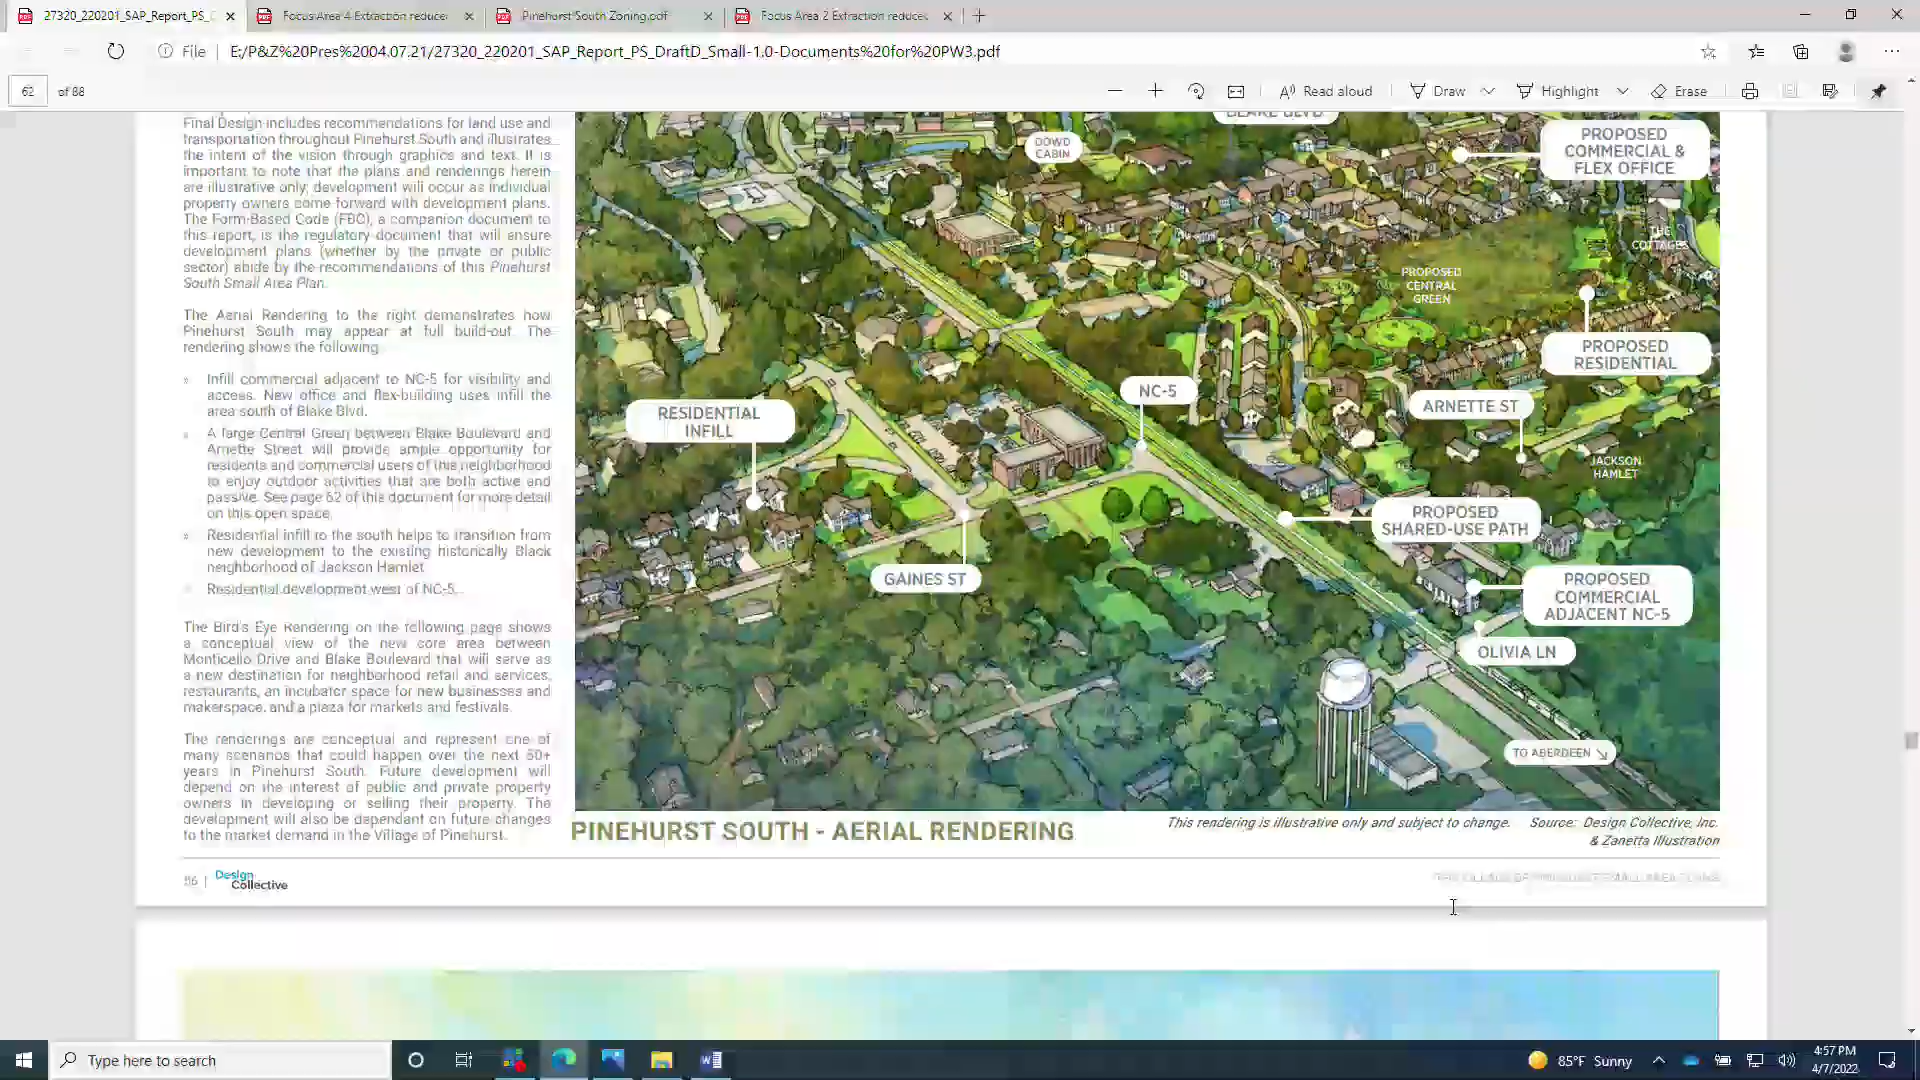 27320_220201_SAP_Report_PS_D
Focus Area 4 Extraction reduced
Pinehurst South Zoning.pdf
Focus Area 2 Extraction reduced
File
E:/P&Z%20Pres%2004.07.21/27320_220201_SAP_Report_PS_DraftD_Small-1.0-Documents%20for%20PW3.pdf
62 of 88
Read aloud
Draw
Highlight
Erase
Final Design includes recommendations for land use and
transportation throughout Pinehurst South and illustrates
the intent of the vision through graphics and text. It is
important to note that the plans and renderings herein
are illustrative only; development will occur as individual
property owners come forward with development plans.
The Form-Based Code (FBC), a companion document to
this report, is the regulatory document that will ensure
development plans (whether by the private or public
sector) abide by the recommendations of this Pinehurst
South Small Area Plan.
The Aerial Rendering to the right demonstrates how
Pinehurst South may appear at full build-out. The
rendering shows the following:
» Infill commercial adjacent to NC-5 for visibility and
access. New office and flex-building uses infill the
area south of Blake Blvd.
» A large Central Green between Blake Boulevard and
Arnette Street will provide ample opportunity for
residents and commercial users of this neighborhood
to enjoy outdoor activities that are both active and
passive. See page 62 of this document for more detail
on this open space.
» Residential infill to the south helps to transition from
new development to the existing historically Black
neighborhood of Jackson Hamlet
» Residential development west of NC-5.
The Bird's Eye Rendering on the following page shows
a conceptual view of the new core area between
Monticello Drive and Blake Boulevard that will serve as
a new destination for neighborhood retail and services,
restaurants, an incubator space for new businesses and
makerspace, and a plaza for markets and festivals.
The renderings are conceptual and represent one of
many scenarios that could happen over the next 50+
years in Pinehurst South. Future development will
depend on the interest of public and private property
owners in developing or selling their property. The
development will also be dependant on future changes
to the market demand in the Village of Pinehurst.
BLAKE BLVD
DOWD
CABIN
PROPOSED
COMMERCIAL &
FLEX OFFICE
THE
COTTAGES
PROPOSED
CENTRAL
GREEN
PROPOSED
RESIDENTIAL
NC-5
ARNETTE ST
RESIDENTIAL
INFILL
JACKSON
HAMLET
PROPOSED
SHARED-USE PATH
GAINES ST
PROPOSED
COMMERCIAL
ADJACENT NC-5
OLIVIA LN
TO ABERDEEN
PINEHURST SOUTH - AERIAL RENDERING
This rendering is illustrative only and subject to change. Source: Design Collective, Inc.
& Zanetta Illustration
56 | Design
Collective
Type here to search
85°F Sunny
4:57 PM
4/7/2022